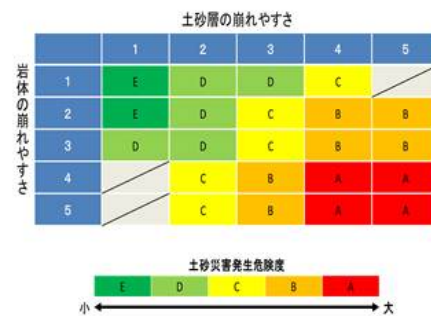 土砂層の崩れやすさ
1 2 3 4 5
岩体の崩れやすさ
1 E D D C
2 E D C B B
3 D D C B B
4 C B A A
5 C B A A
土砂災害発生危険度
E D C B A
小 大